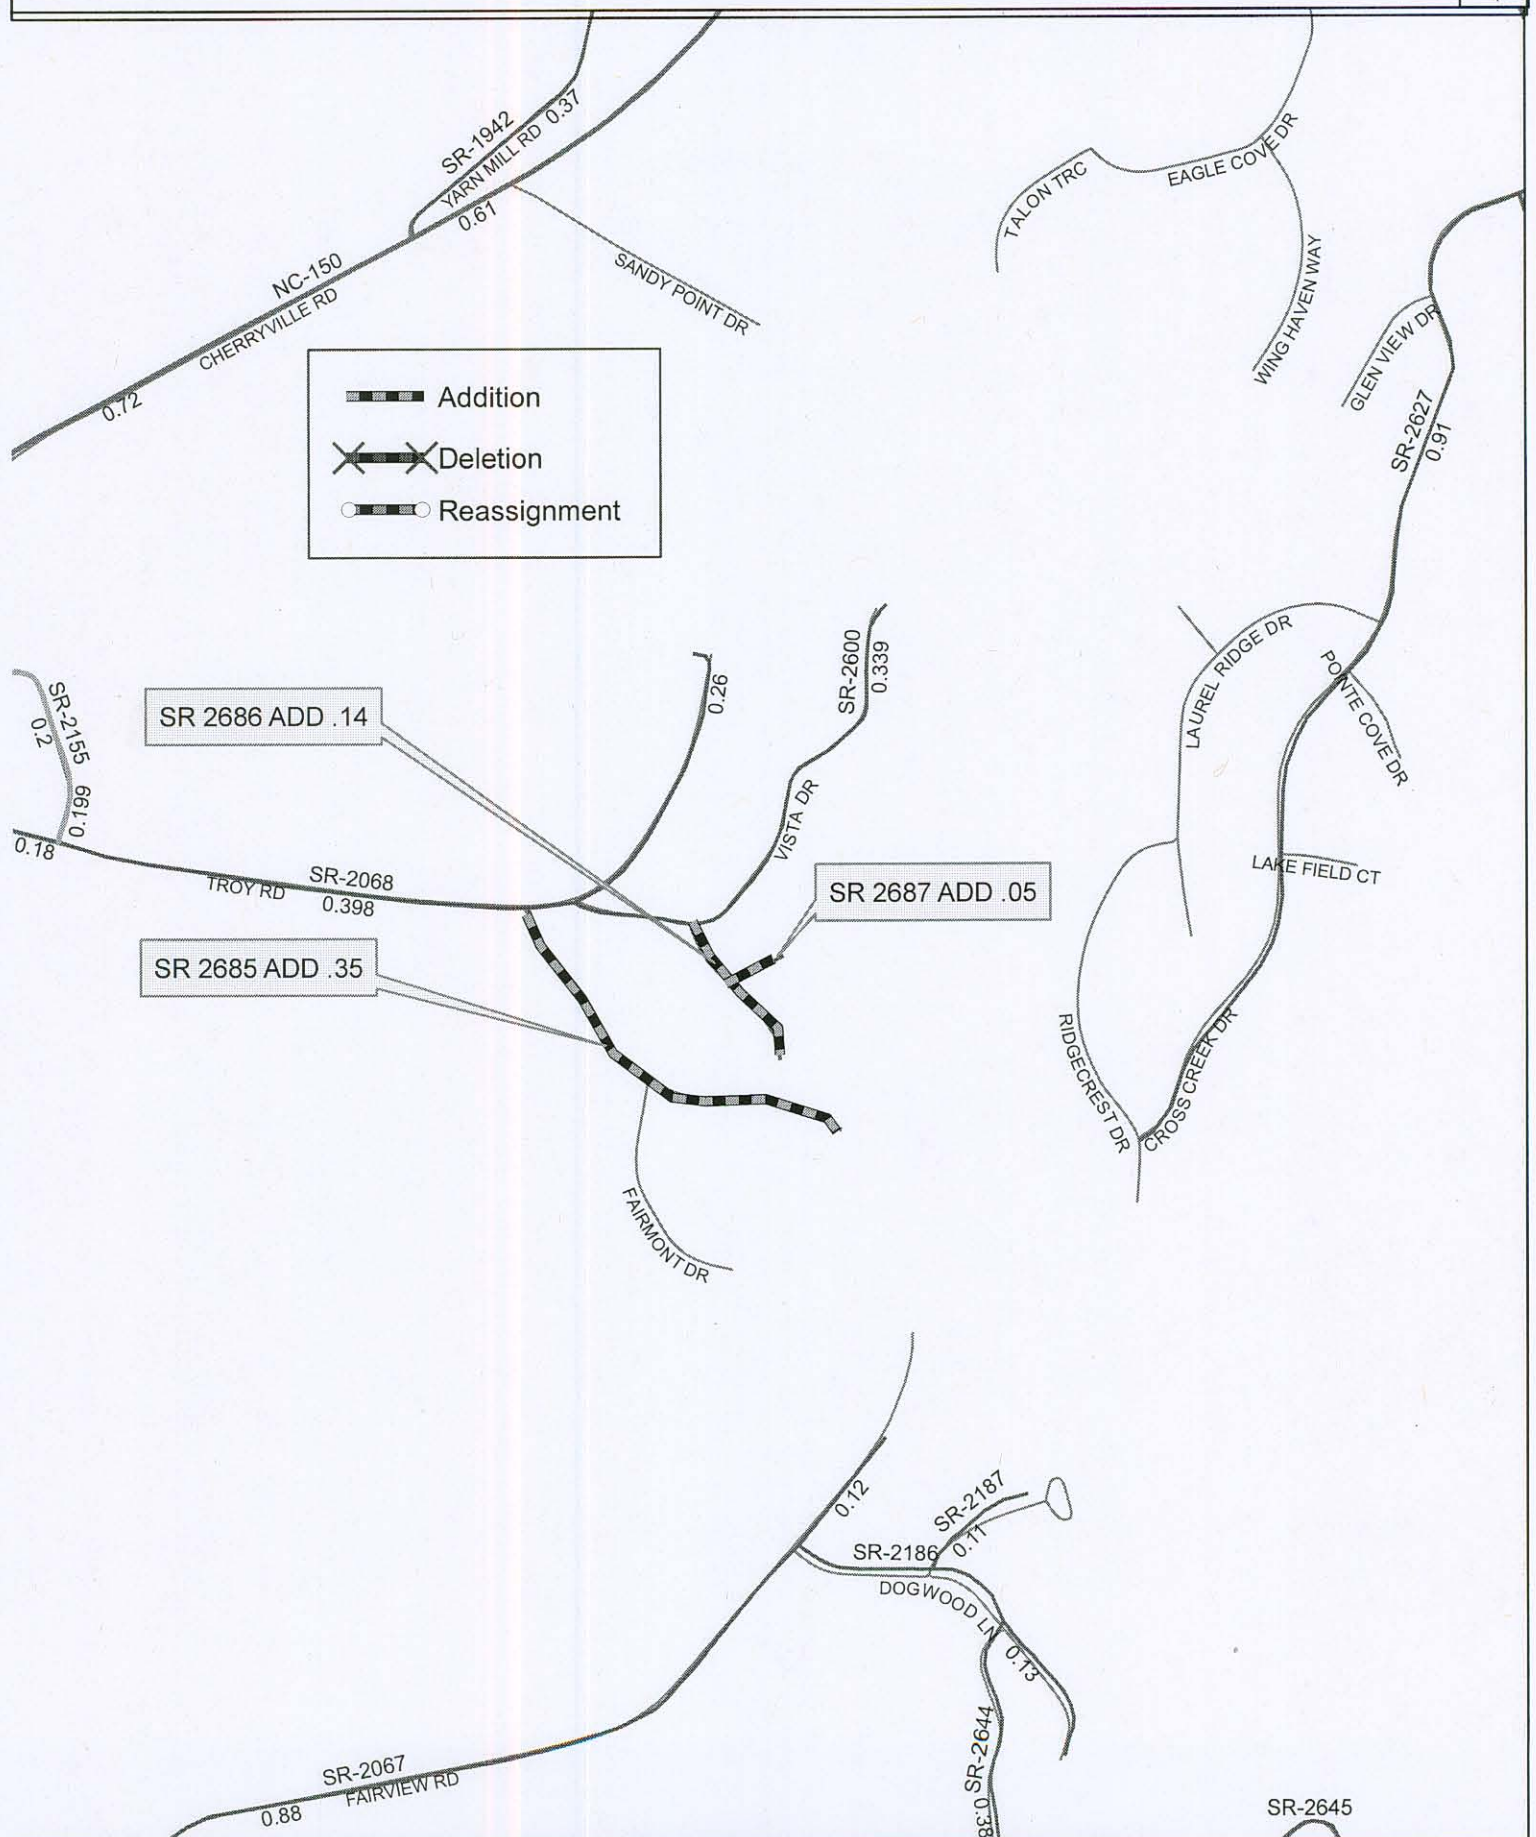 SR-1942
YARN MILL RD 0.37
0.61
NC-150
CHERRYVILLE RD
0.72
SANDY POINT DR
TALON TRC
EAGLE COVE DR
WING HAVEN WAY
GLEN VIEW DR
SR-2627
0.91
Addition
Deletion
Reassignment
SR-2155
0.2
0.199
0.18
SR 2686 ADD .14
0.26
SR-2600
0.339
VISTA DR
LAUREL RIDGE DR
POINTE COVE DR
SR-2068
TROY RD
0.398
SR 2687 ADD .05
LAKE FIELD CT
SR 2685 ADD .35
RIDGECREST DR
CROSS CREEK DR
FAIRMONT DR
0.12
SR-2187
0.11
SR-2186
DOGWOOD LN
0.13
SR-2644 0.38
SR-2067
FAIRVIEW RD
0.88
SR-2645